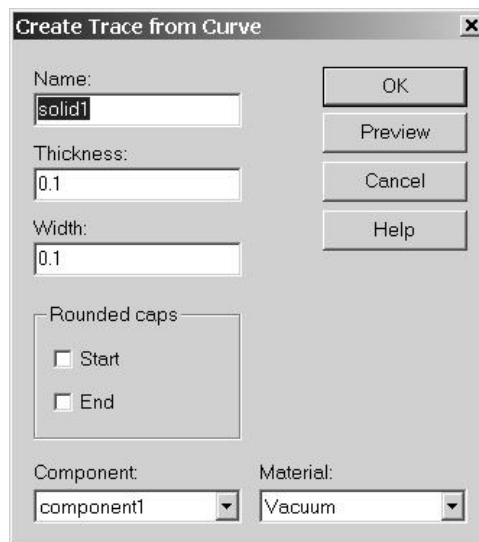 Create Trace from Curve
Name:
solid1
Thickness:
0.1
Width:
0.1
OK
Preview
Cancel
Help
Rounded caps
Start
End
Component:
component1
Material:
Vacuum